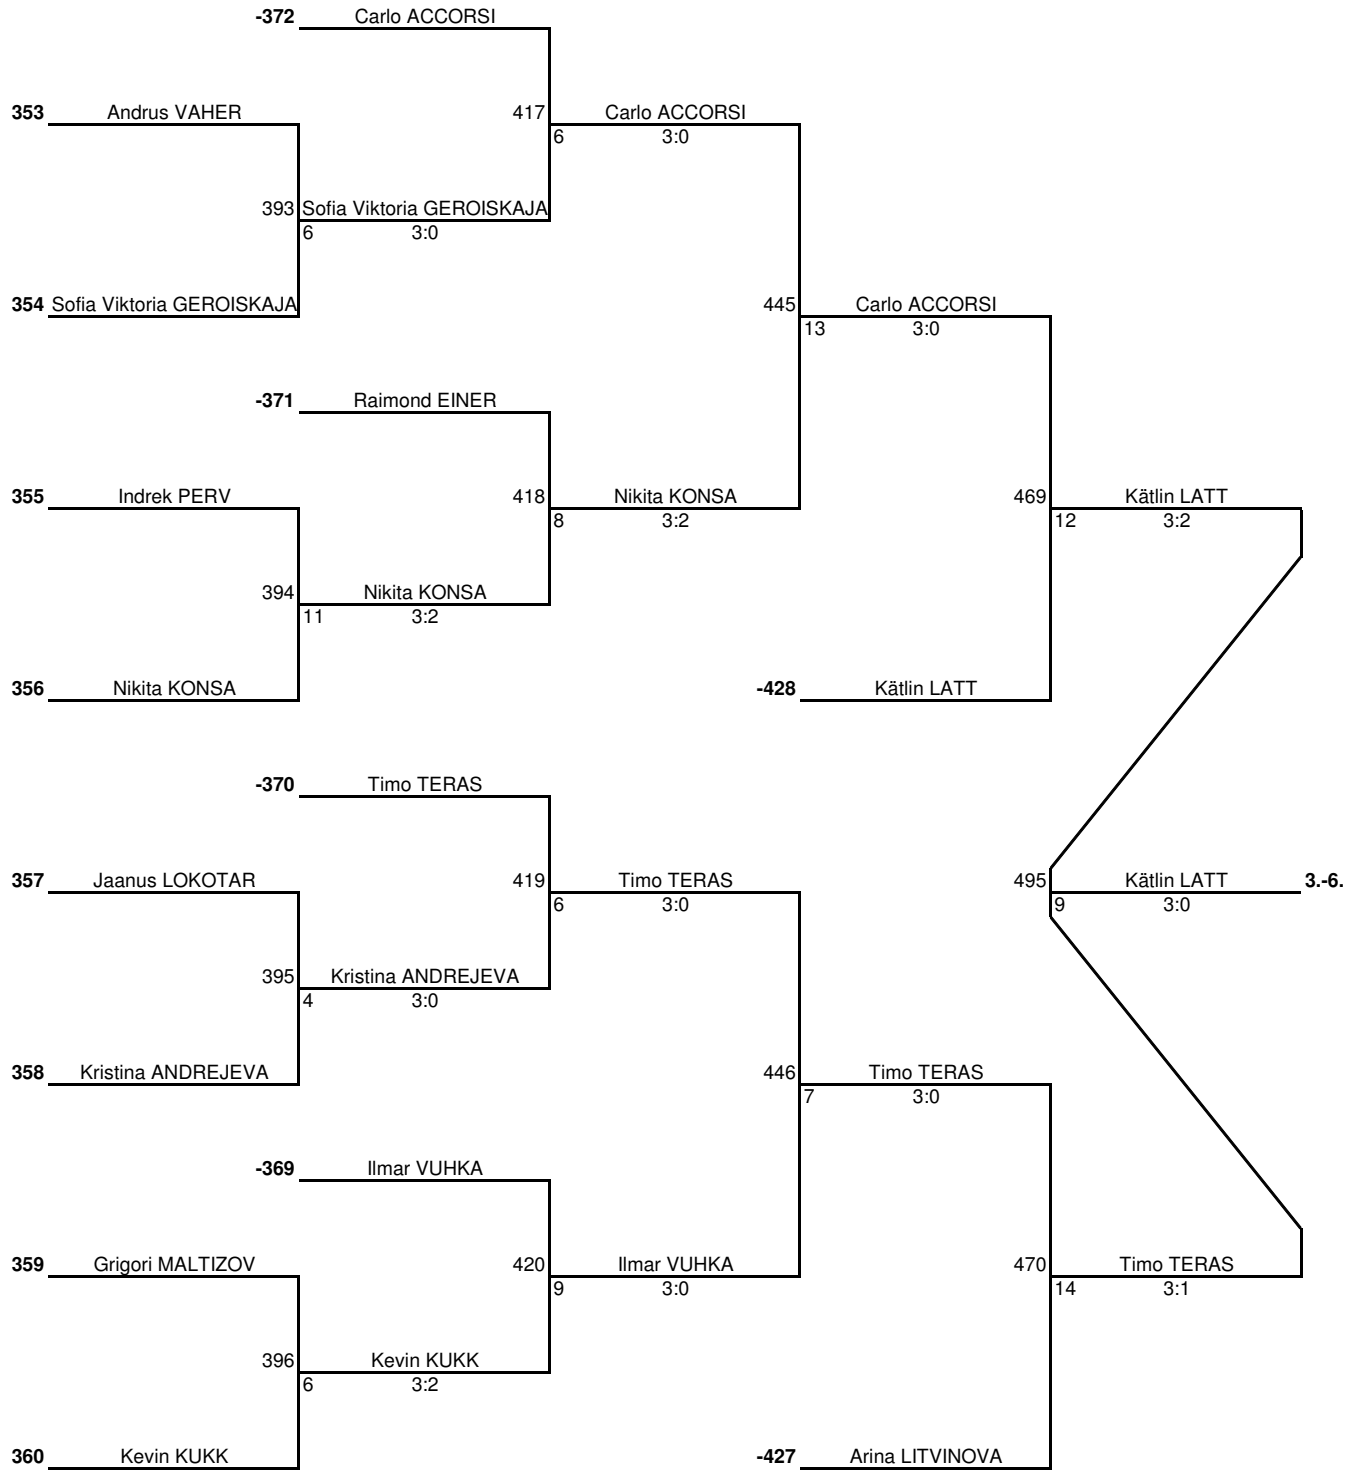 -372 Carlo ACCORSI
353 Andrus VAHER 417 Carlo ACCORSI
6 3:0
393 Sofia Viktoria GEROISKAJA
6 3:0
354 Sofia Viktoria GEROISKAJA 445 Carlo ACCORSI
13 3:0
-371 Raimond EINER
355 Indrek PERV 418 Nikita KONSA 469 Kätlin LATT
8 3:2 12 3:2
394 Nikita KONSA
11 3:2
356 Nikita KONSA -428 Kätlin LATT
-370 Timo TERAS
357 Jaanus LOKOTAR 419 Timo TERAS 495 Kätlin LATT 3.-6.
6 3:0 9 3:0
395 Kristina ANDREJEVA
4 3:0
358 Kristina ANDREJEVA 446 Timo TERAS
7 3:0
-369 Ilmar VUHKA
359 Grigori MALTIZOV 420 Ilmar VUHKA 470 Timo TERAS
9 3:0 14 3:1
396 Kevin KUKK
6 3:2
360 Kevin KUKK -427 Arina LITVINOVA